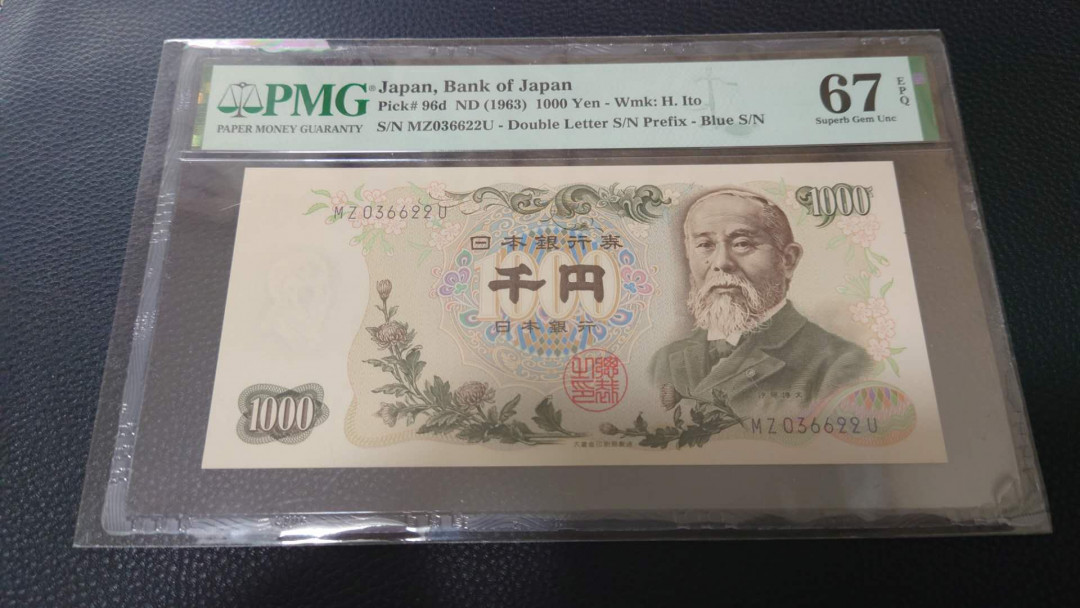 PMG
PAPER MONEY GUARANTY
Japan, Bank of Japan
Pick# 96d ND (1963) 1000 Yen - Wmk: H. Ito
S/N MZ036622U - Double Letter S/N Prefix - Blue S/N
67
EPQ
Superb Gem Unc
MZ036622U
1000
日本銀行券
1000
千円
日本銀行
1000
MZ036622U